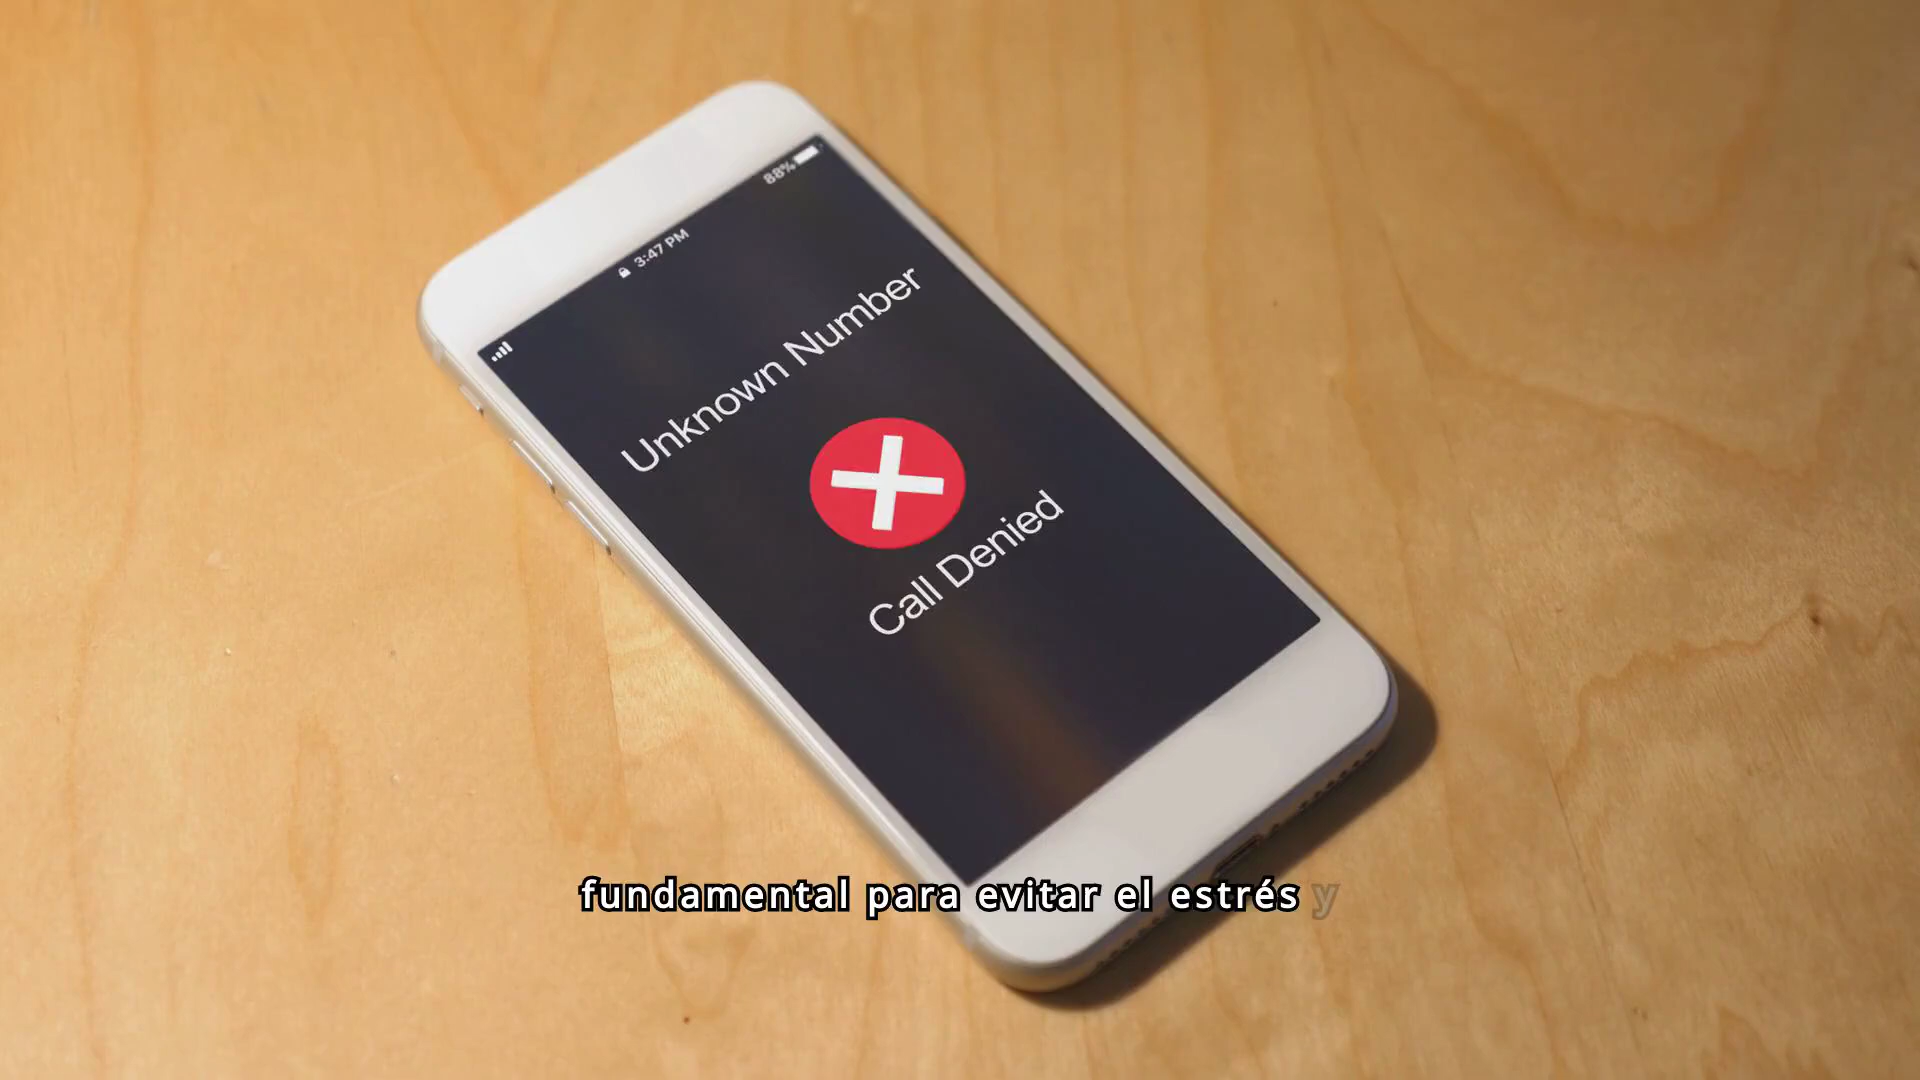 88%
3:47 PM
Unknown Number
Call Denied
fundamental para evitar el estrés y